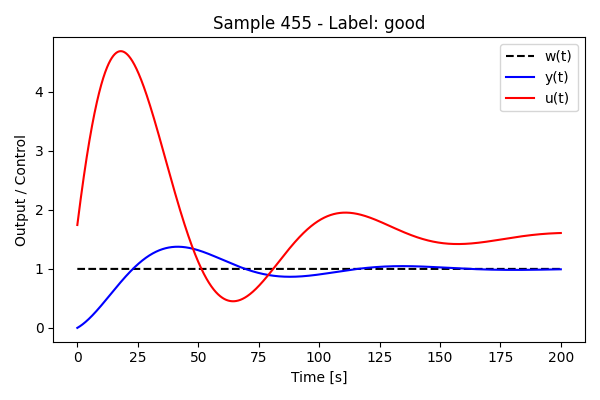 Sample 455 - Label: good
w(t)
y(t)
u(t)
Output / Control
4
3
2
1
0
0 25 50 75 100 125 150 175 200
Time [s]